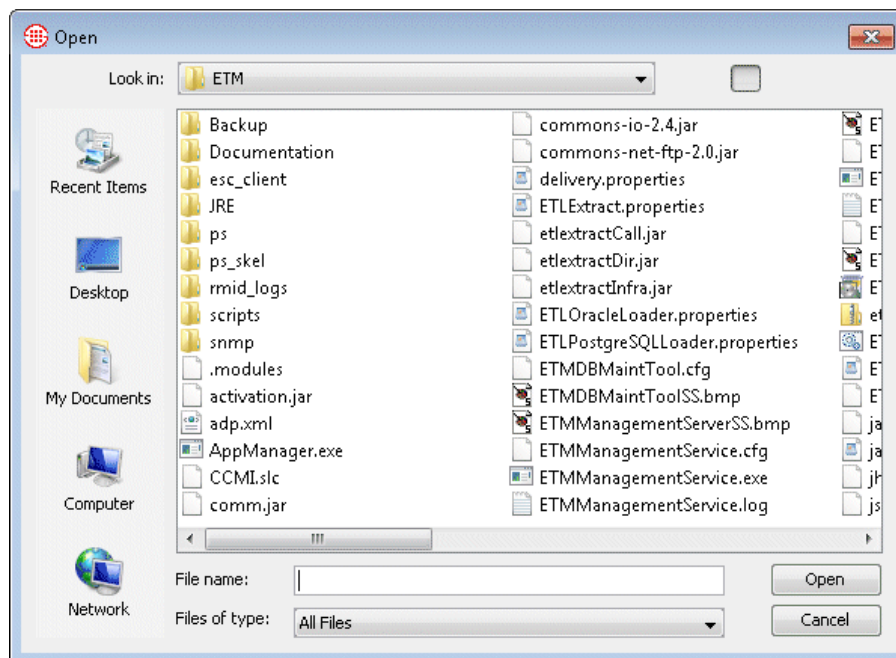 Open
Look in:
ETM
Recent Items
Desktop
My Documents
Computer
Network
Backup
Documentation
esc_client
JRE
ps
ps_skel
rmid_logs
scripts
snmp
.modules
activation.jar
adp.xml
AppManager.exe
CCMI.slc
comm.jar
commons-io-2.4.jar
commons-net-ftp-2.0.jar
delivery.properties
ETLExtract.properties
etlextractCall.jar
etlextractDir.jar
etlextractInfra.jar
ETLOracleLoader.properties
ETLPostgreSQLLoader.properties
ETMDBMaintTool.cfg
ETMDBMaintToolSS.bmp
ETMManagementServerSS.bmp
ETMManagementService.cfg
ETMManagementService.exe
ETMManagementService.log
File name:
Open
Files of type:
All Files
Cancel